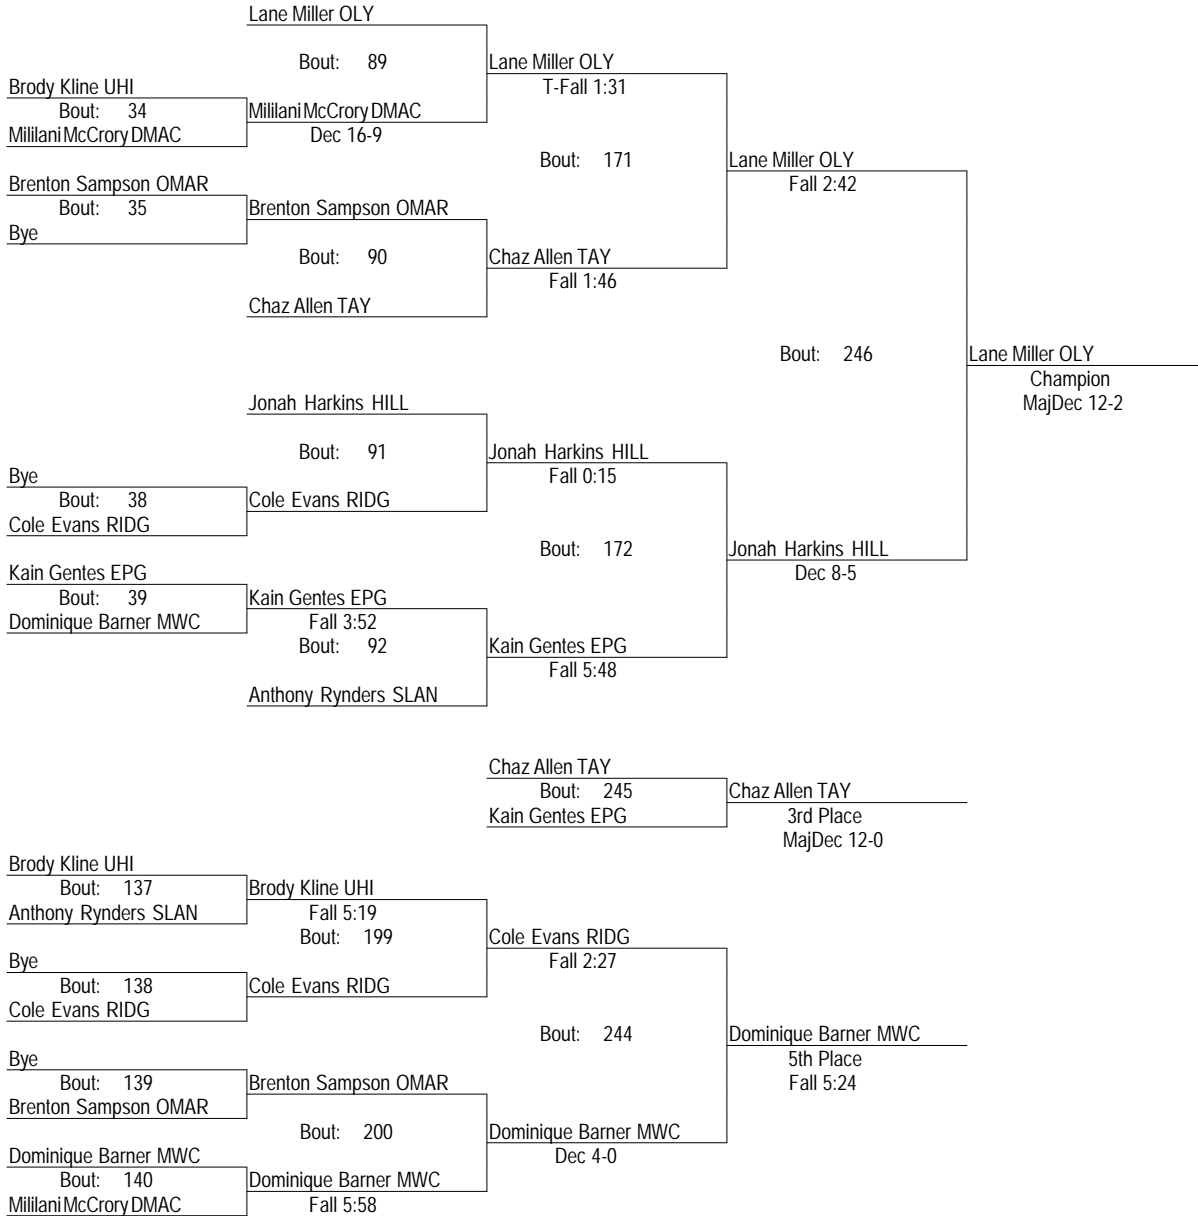 Lane Miller OLY
Bout: 89
Lane Miller OLY
T-Fall 1:31
Brody Kline UHI
Bout: 34
Mililani McCrory DMAC
Mililani McCrory DMAC
Dec 16-9
Bout: 171
Lane Miller OLY
Fall 2:42
Brenton Sampson OMAR
Bout: 35
Brenton Sampson OMAR
Bye
Bout: 90
Chaz Allen TAY
Fall 1:46
Chaz Allen TAY
Bout: 246
Lane Miller OLY
Champion
MajDec 12-2
Jonah Harkins HILL
Bout: 91
Jonah Harkins HILL
Fall 0:15
Bye
Bout: 38
Cole Evans RIDG
Cole Evans RIDG
Bout: 172
Jonah Harkins HILL
Dec 8-5
Kain Gentes EPG
Bout: 39
Kain Gentes EPG
Dominique Barner MWC
Fall 3:52
Bout: 92
Kain Gentes EPG
Fall 5:48
Anthony Rynders SLAN
Chaz Allen TAY
Bout: 245
Chaz Allen TAY
Kain Gentes EPG
3rd Place
MajDec 12-0
Brody Kline UHI
Bout: 137
Brody Kline UHI
Anthony Rynders SLAN
Fall 5:19
Bout: 199
Cole Evans RIDG
Fall 2:27
Bye
Bout: 138
Cole Evans RIDG
Cole Evans RIDG
Bout: 244
Dominique Barner MWC
5th Place
Fall 5:24
Bye
Bout: 139
Brenton Sampson OMAR
Brenton Sampson OMAR
Bout: 200
Dominique Barner MWC
Dec 4-0
Dominique Barner MWC
Bout: 140
Dominique Barner MWC
Mililani McCrory DMAC
Fall 5:58